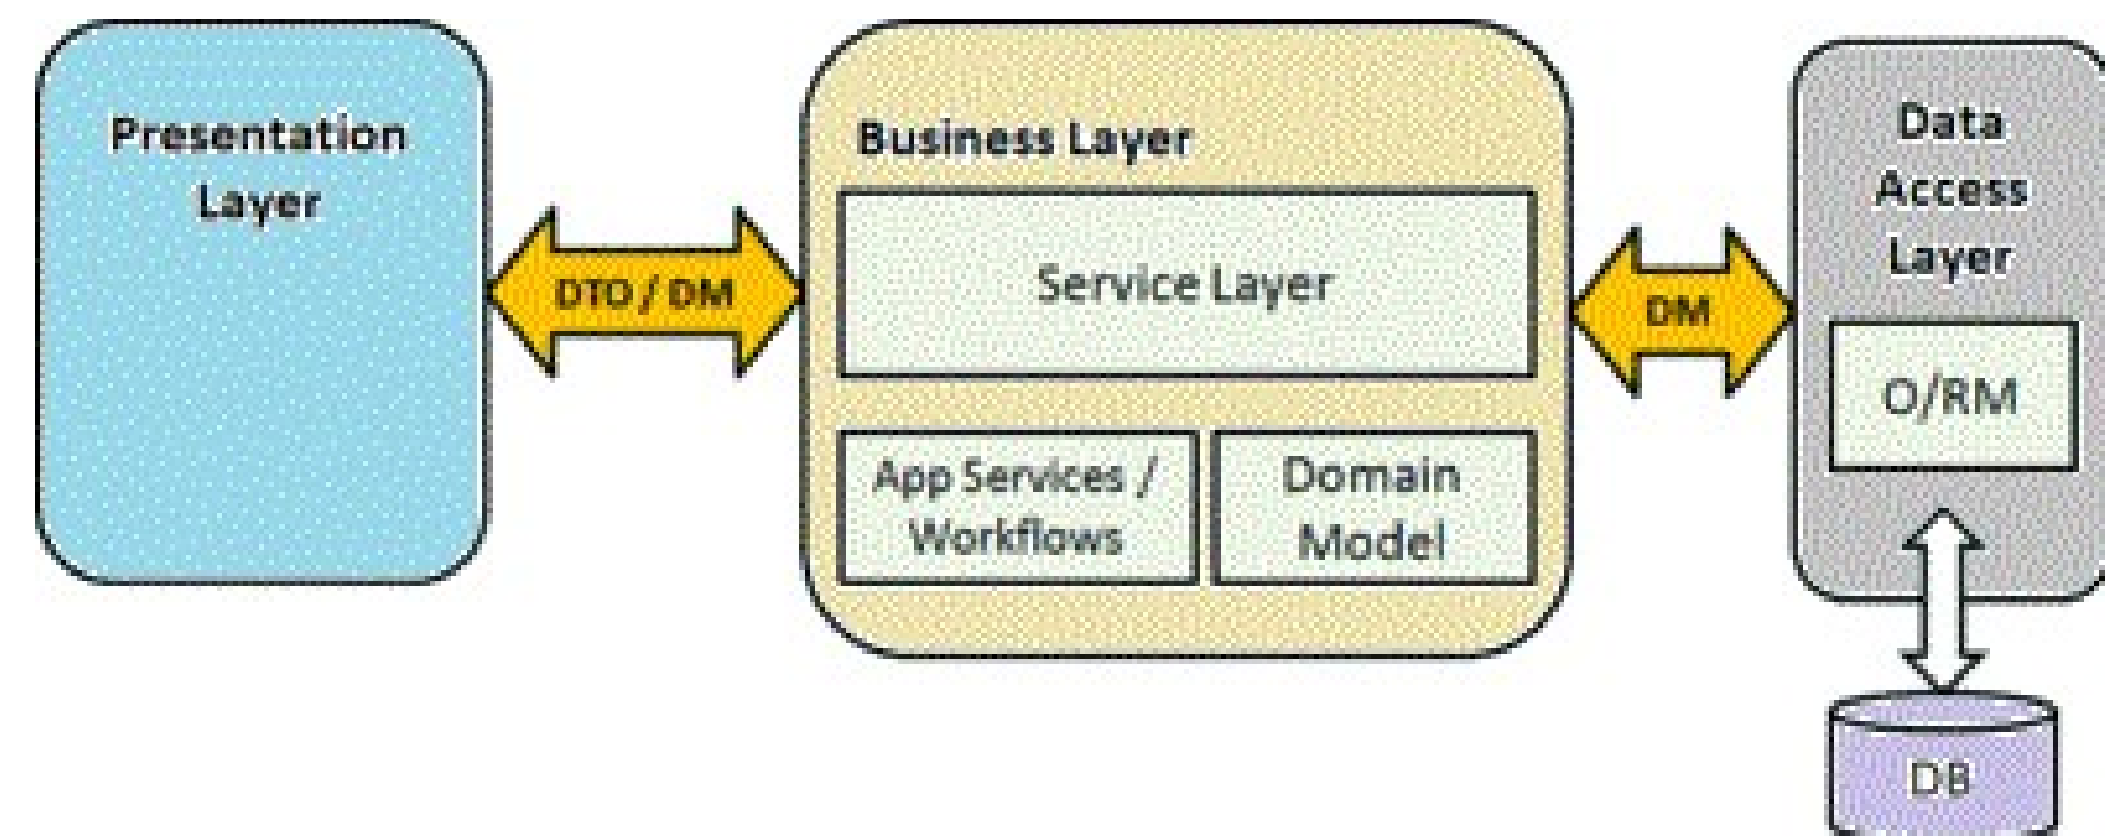 Presentation
Layer
DTO / DM
Business Layer
Service Layer
App Services /
Workflows
Domain
Model
DM
Data
Access
Layer
O/RM
DB